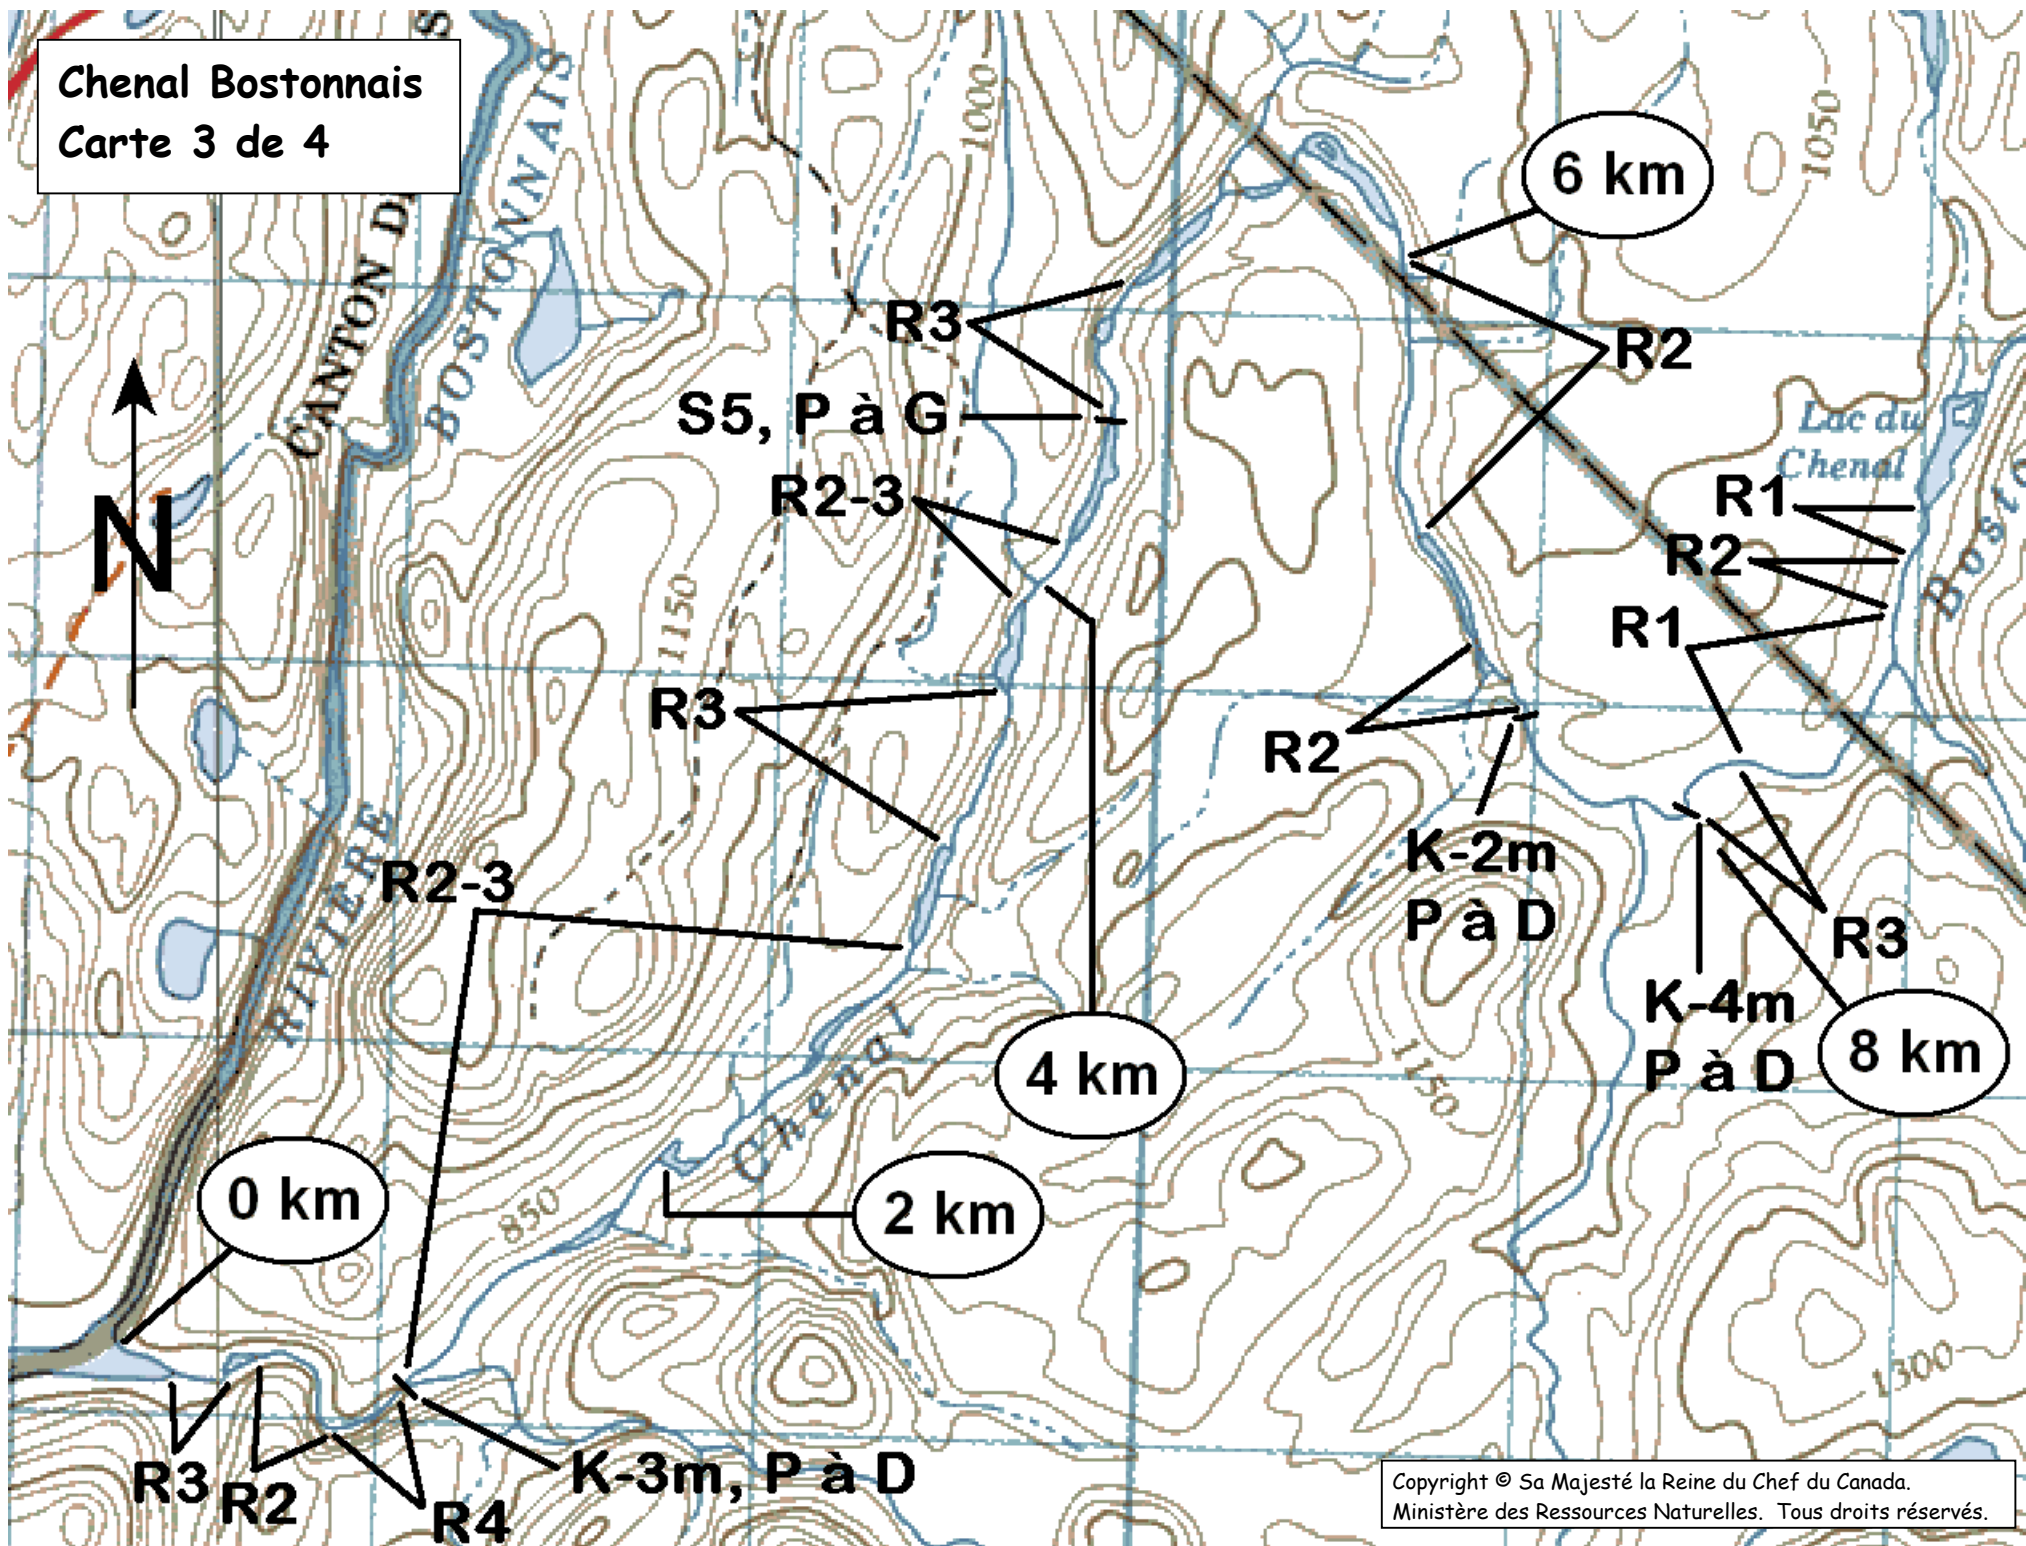 Chenal Bostonnais
Carte 3 de 4
CANTON D
S
BOSTONNAIS
RIVIERE
1000
1050
6 km
R3
R2
S5, P à G
Lac du
Chenal
R2-3
R1
R2
Bosto
R1
N
1150
R3
R2
K-2m
P à D
R2-3
R3
K-4m
P à D
8 km
Chenal
4 km
1150
0 km
2 km
850
1300
R3
R2
R4
K-3m, P à D
Copyright © Sa Majesté la Reine du Chef du Canada.
Ministère des Ressources Naturelles. Tous droits réservés.